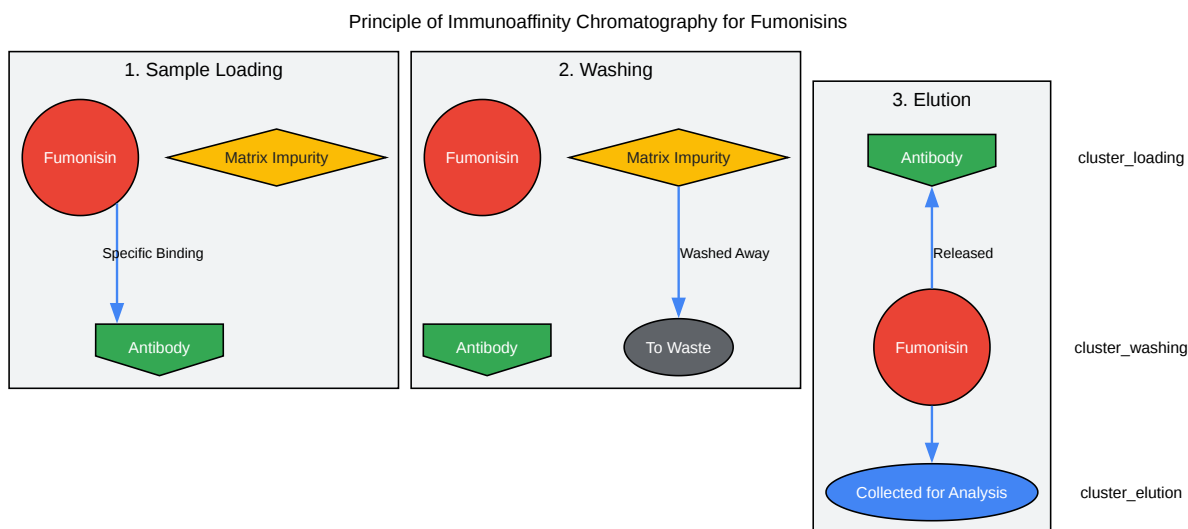 Principle of Immunoaffinity Chromatography for Fumonisins
1. Sample Loading
Fumonisin
Matrix Impurity
Specific Binding
Antibody
2. Washing
Fumonisin
Matrix Impurity
Washed Away
Antibody
To Waste
3. Elution
Antibody
Released
Fumonisin
Collected for Analysis
cluster_loading
cluster_washing
cluster_elution